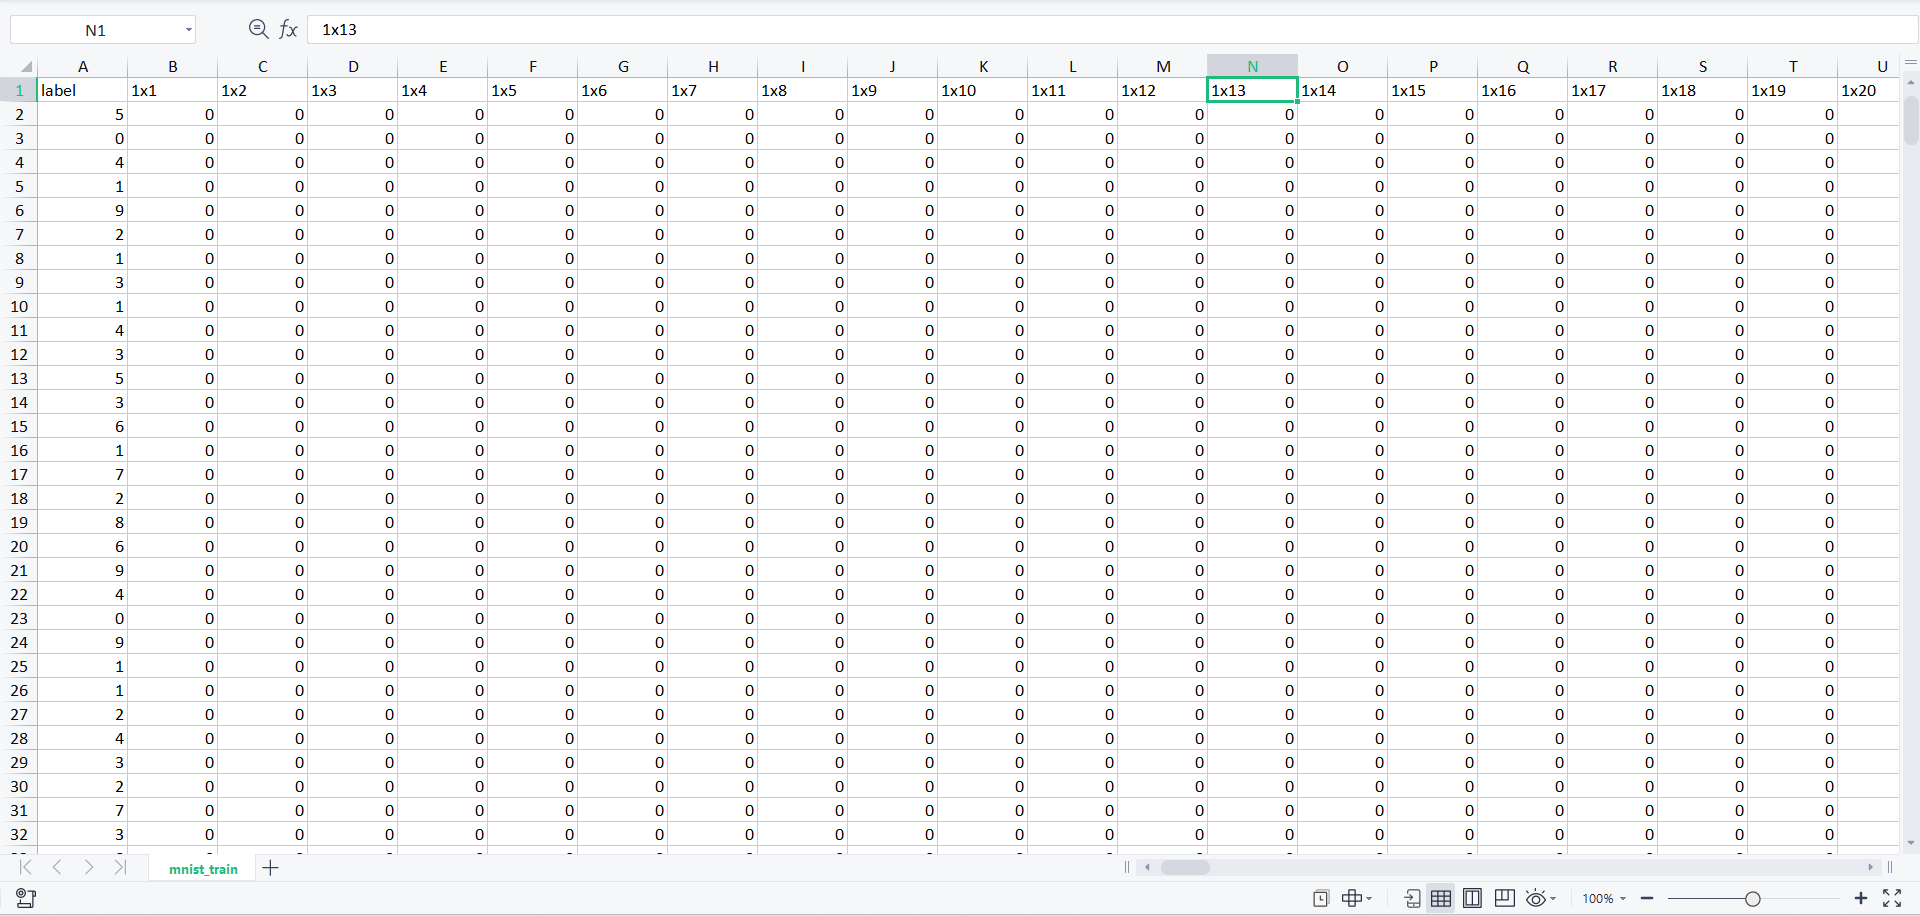 N1 fx 1x13
A B C D E F G H I J K L M N O P Q R S T U
1 label 1x1 1x2 1x3 1x4 1x5 1x6 1x7 1x8 1x9 1x10 1x11 1x12 1x13 1x14 1x15 1x16 1x17 1x18 1x19 1x20
2 5 0 0 0 0 0 0 0 0 0 0 0 0 0 0 0 0 0 0 0
3 0 0 0 0 0 0 0 0 0 0 0 0 0 0 0 0 0 0 0 0
4 4 0 0 0 0 0 0 0 0 0 0 0 0 0 0 0 0 0 0 0
5 1 0 0 0 0 0 0 0 0 0 0 0 0 0 0 0 0 0 0 0
6 9 0 0 0 0 0 0 0 0 0 0 0 0 0 0 0 0 0 0 0
7 2 0 0 0 0 0 0 0 0 0 0 0 0 0 0 0 0 0 0 0
8 1 0 0 0 0 0 0 0 0 0 0 0 0 0 0 0 0 0 0 0
9 3 0 0 0 0 0 0 0 0 0 0 0 0 0 0 0 0 0 0 0
10 1 0 0 0 0 0 0 0 0 0 0 0 0 0 0 0 0 0 0 0
11 4 0 0 0 0 0 0 0 0 0 0 0 0 0 0 0 0 0 0 0
12 3 0 0 0 0 0 0 0 0 0 0 0 0 0 0 0 0 0 0 0
13 5 0 0 0 0 0 0 0 0 0 0 0 0 0 0 0 0 0 0 0
14 3 0 0 0 0 0 0 0 0 0 0 0 0 0 0 0 0 0 0 0
15 6 0 0 0 0 0 0 0 0 0 0 0 0 0 0 0 0 0 0 0
16 1 0 0 0 0 0 0 0 0 0 0 0 0 0 0 0 0 0 0 0
17 7 0 0 0 0 0 0 0 0 0 0 0 0 0 0 0 0 0 0 0
18 2 0 0 0 0 0 0 0 0 0 0 0 0 0 0 0 0 0 0 0
19 8 0 0 0 0 0 0 0 0 0 0 0 0 0 0 0 0 0 0 0
20 6 0 0 0 0 0 0 0 0 0 0 0 0 0 0 0 0 0 0 0
21 9 0 0 0 0 0 0 0 0 0 0 0 0 0 0 0 0 0 0 0
22 4 0 0 0 0 0 0 0 0 0 0 0 0 0 0 0 0 0 0 0
23 0 0 0 0 0 0 0 0 0 0 0 0 0 0 0 0 0 0 0 0
24 9 0 0 0 0 0 0 0 0 0 0 0 0 0 0 0 0 0 0 0
25 1 0 0 0 0 0 0 0 0 0 0 0 0 0 0 0 0 0 0 0
26 1 0 0 0 0 0 0 0 0 0 0 0 0 0 0 0 0 0 0 0
27 2 0 0 0 0 0 0 0 0 0 0 0 0 0 0 0 0 0 0 0
28 4 0 0 0 0 0 0 0 0 0 0 0 0 0 0 0 0 0 0 0
29 3 0 0 0 0 0 0 0 0 0 0 0 0 0 0 0 0 0 0 0
30 2 0 0 0 0 0 0 0 0 0 0 0 0 0 0 0 0 0 0 0
31 7 0 0 0 0 0 0 0 0 0 0 0 0 0 0 0 0 0 0 0
32 3 0 0 0 0 0 0 0 0 0 0 0 0 0 0 0 0 0 0 0
mnist_train
100%